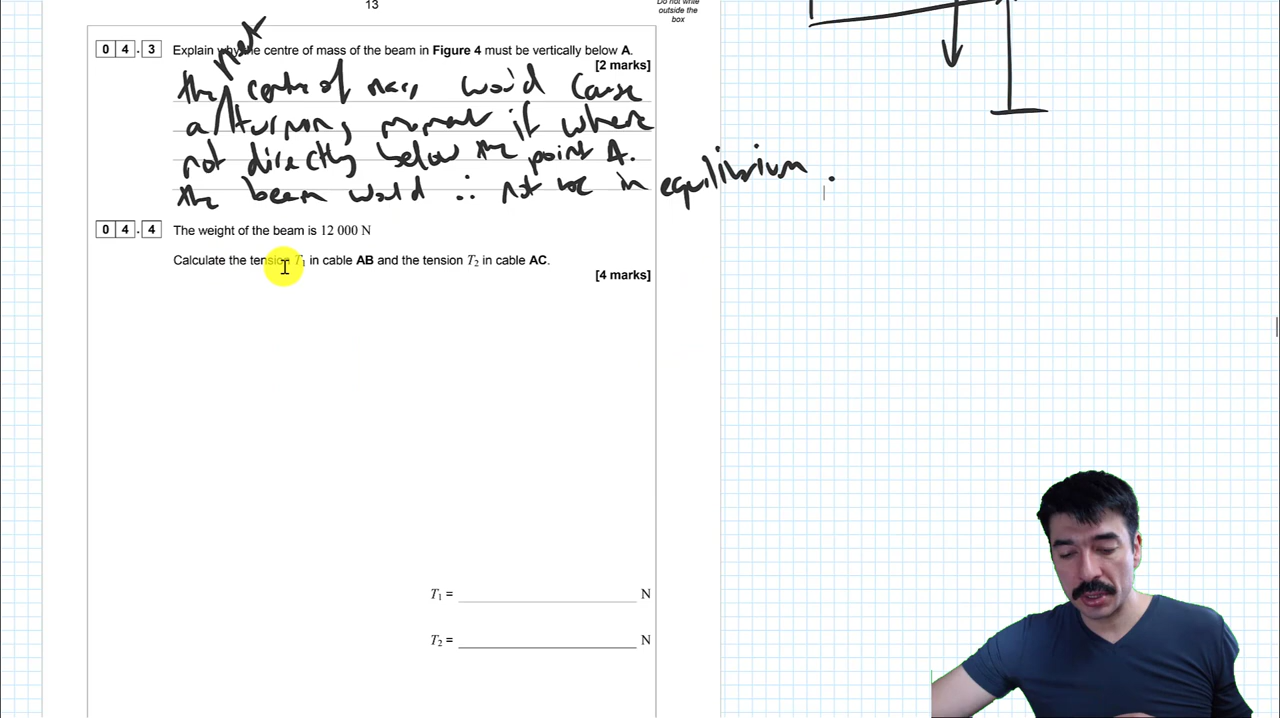 13
Do not write
outside the
box
0 4 . 3 Explain why the centre of mass of the beam in Figure 4 must be vertically below A.
[2 marks]
the centre of mass would cause
a net turning moment if where
not directly below the point A.
the beam would ∴ not be in equilibrium.
0 4 . 4 The weight of the beam is 12 000 N
Calculate the tension T₁ in cable AB and the tension T₂ in cable AC.
[4 marks]
T₁ = N
T₂ = N